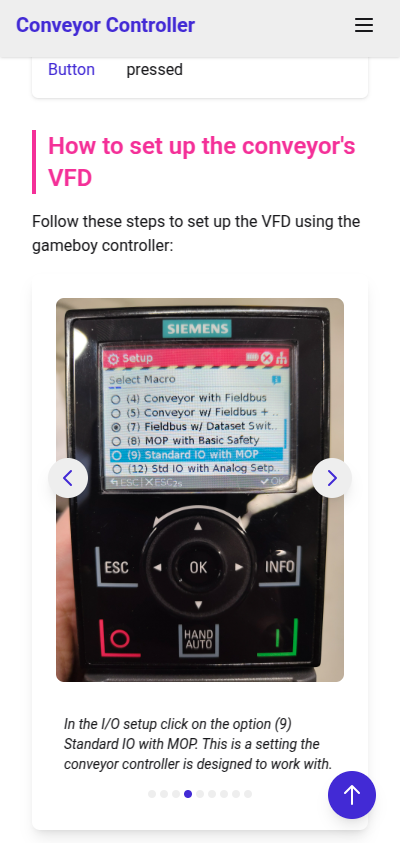 Conveyor Controller
Button pressed
How to set up the conveyor's
VFD
Follow these steps to set up the VFD using the
gameboy controller:
SIEMENS
Setup
Select Macro
(4) Conveyor with Fieldbus
(5) Conveyor w/ Fieldbus + ..
(7) Fieldbus w/ Dataset Swit..
(8) MOP with Basic Safety
(9) Standard IO with MOP
(12) Std IO with Analog Setp..
ESC | ESC2s OK
ESC OK INFO
HAND
AUTO
In the I/O setup click on the option (9)
Standard IO with MOP. This is a setting the
conveyor controller is designed to work with.